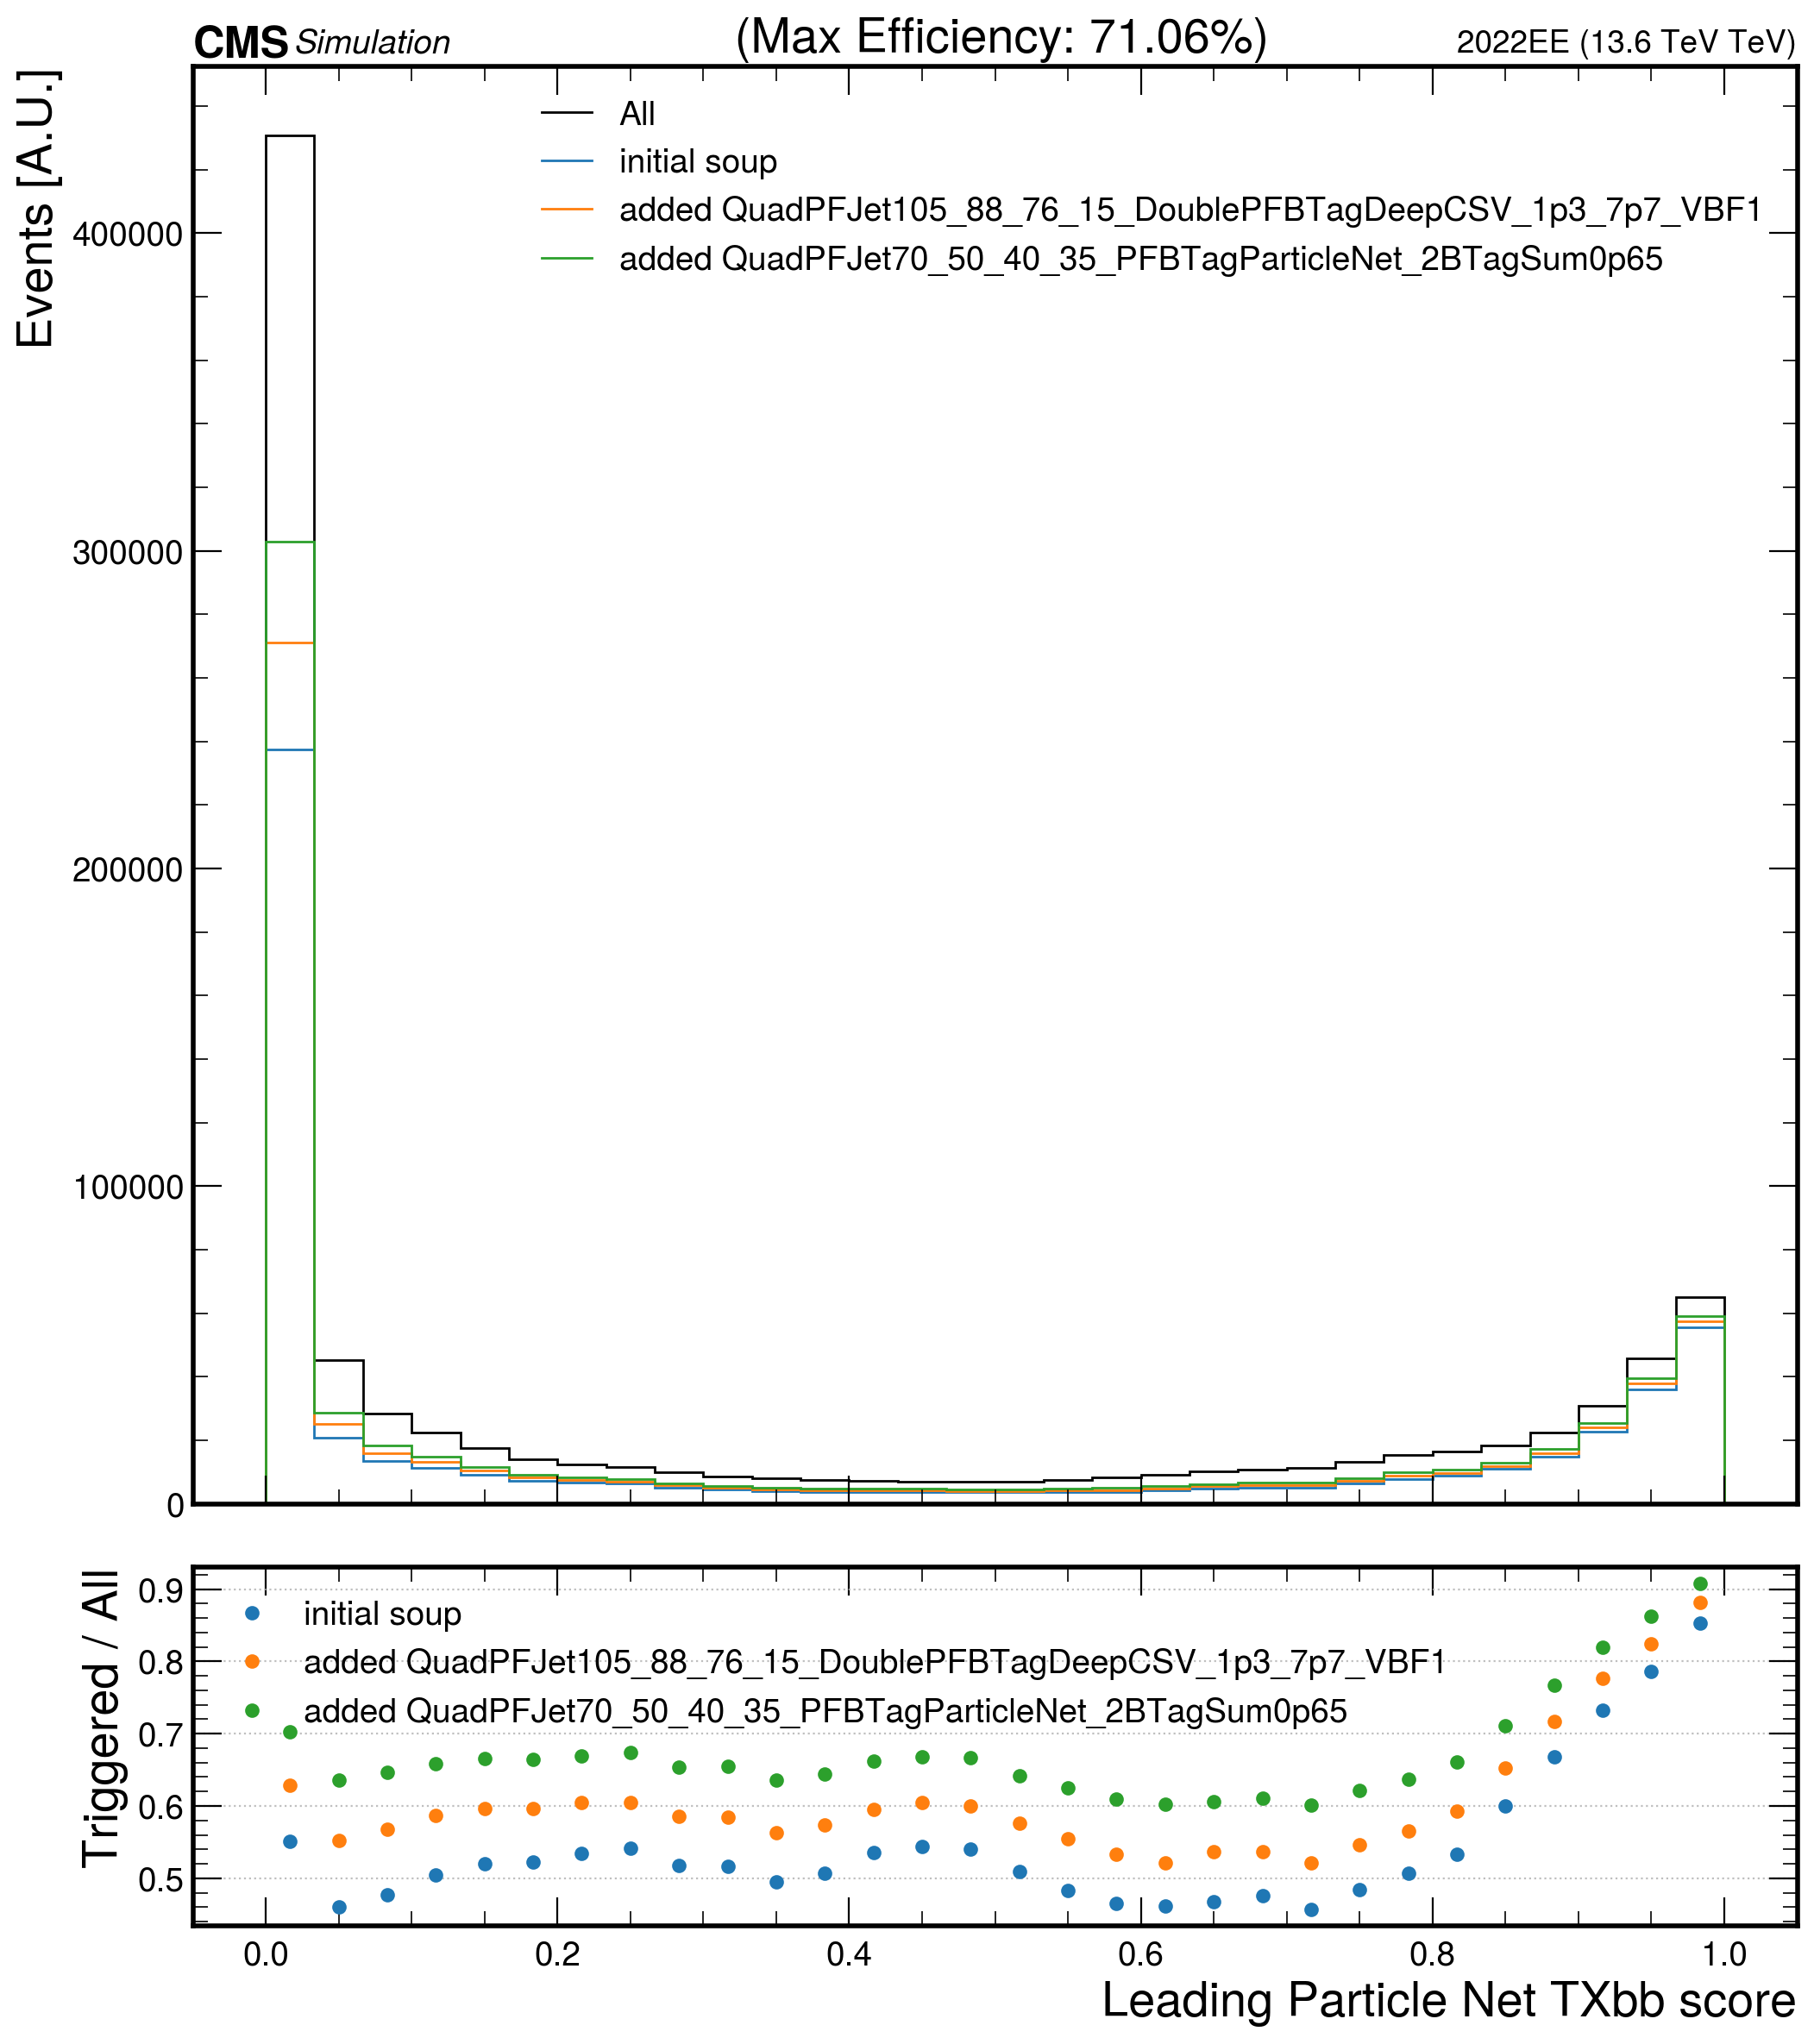 CMS Simulation (Max Efficiency: 71.06%) 2022EE (13.6 TeV TeV)
Events [A.U.]
All
initial soup
added QuadPFJet105_88_76_15_DoublePFBTagDeepCSV_1p3_7p7_VBF1
added QuadPFJet70_50_40_35_PFBTagParticleNet_2BTagSum0p65
400000
300000
200000
100000
0
Triggered / All
0.9
0.8
0.7
0.6
0.5
initial soup
added QuadPFJet105_88_76_15_DoublePFBTagDeepCSV_1p3_7p7_VBF1
added QuadPFJet70_50_40_35_PFBTagParticleNet_2BTagSum0p65
0.0 0.2 0.4 0.6 0.8 1.0
Leading Particle Net TXbb score